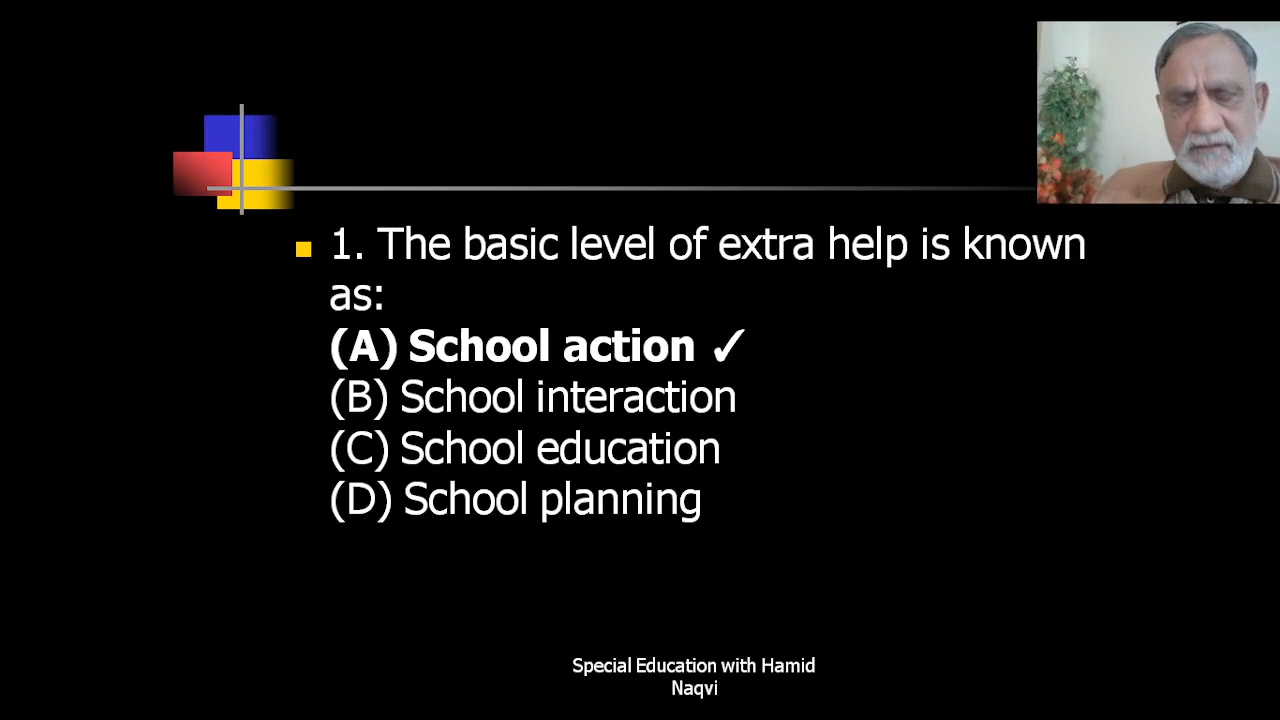 1. The basic level of extra help is known
as:
(A) School action ✓
(B) School interaction
(C) School education
(D) School planning
Special Education with Hamid
Naqvi